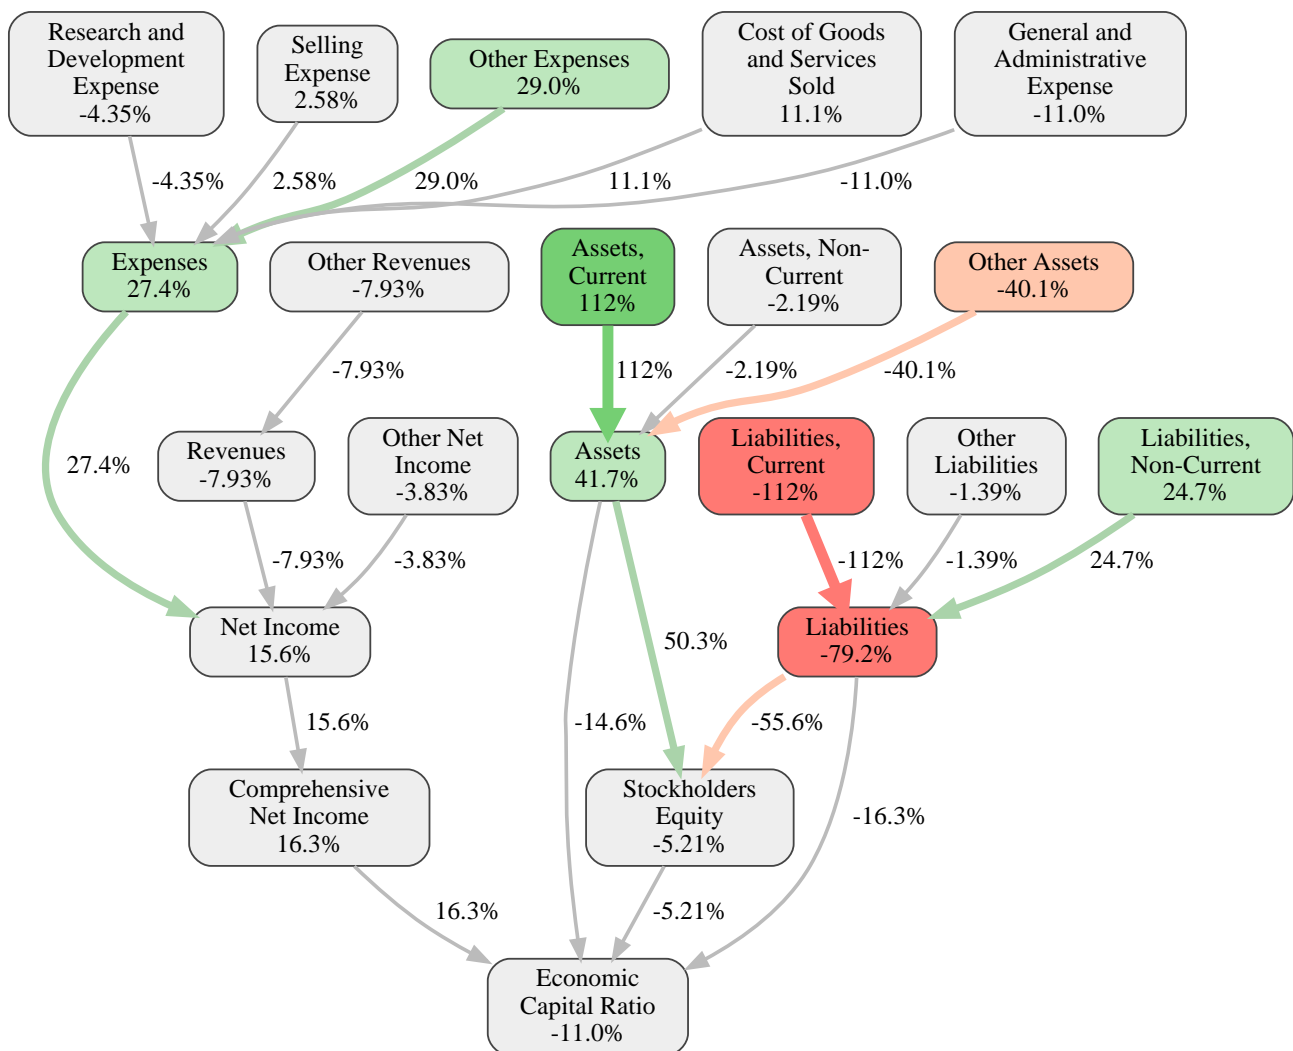 Research and
Development
Expense
-4.35%
Selling
Expense
2.58%
Other Expenses
29.0%
Cost of Goods
and Services
Sold
11.1%
General and
Administrative
Expense
-11.0%
-4.35%
2.58%
29.0%
11.1%
-11.0%
Expenses
27.4%
Other Revenues
-7.93%
Assets,
Current
112%
Assets, Non-
Current
-2.19%
Other Assets
-40.1%
-7.93%
112%
-2.19%
-40.1%
27.4%
Revenues
-7.93%
Other Net
Income
-3.83%
Assets
41.7%
Liabilities,
Current
-112%
Other
Liabilities
-1.39%
Liabilities,
Non-Current
24.7%
-7.93%
-3.83%
-112%
-1.39%
24.7%
Net Income
15.6%
50.3%
Liabilities
-79.2%
15.6%
-14.6%
-55.6%
Comprehensive
Net Income
16.3%
Stockholders
Equity
-5.21%
-16.3%
16.3%
-5.21%
Economic
Capital Ratio
-11.0%